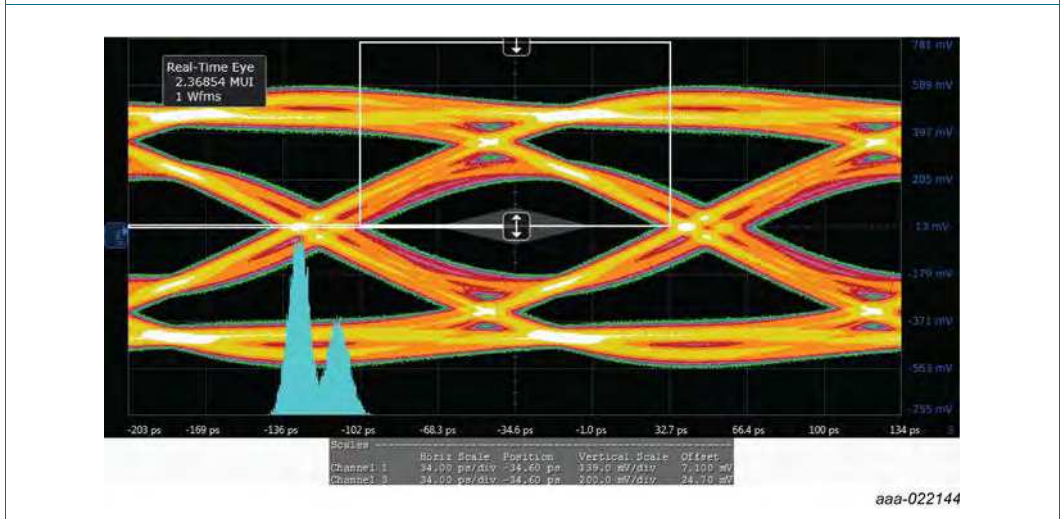 781 mV
Real-Time Eye
2.36854 MUI
1 Wfms
589 mV
397 mV
205 mV
13 mV
-179 mV
-371 mV
-563 mV
-755 mV
-203 ps -169 ps -136 ps -102 ps -68.3 ps -34.6 ps -1.0 ps 32.7 ps 66.4 ps 100 ps 134 ps 3
Scales
Horiz Scale Position Vertical Scale Offset
Channel 1 34.00 ps/div -34.60 ps 339.0 mV/div 7.100 mV
Channel 3 34.00 ps/div -34.60 ps 200.0 mV/div 24.70 mV
aaa-022144